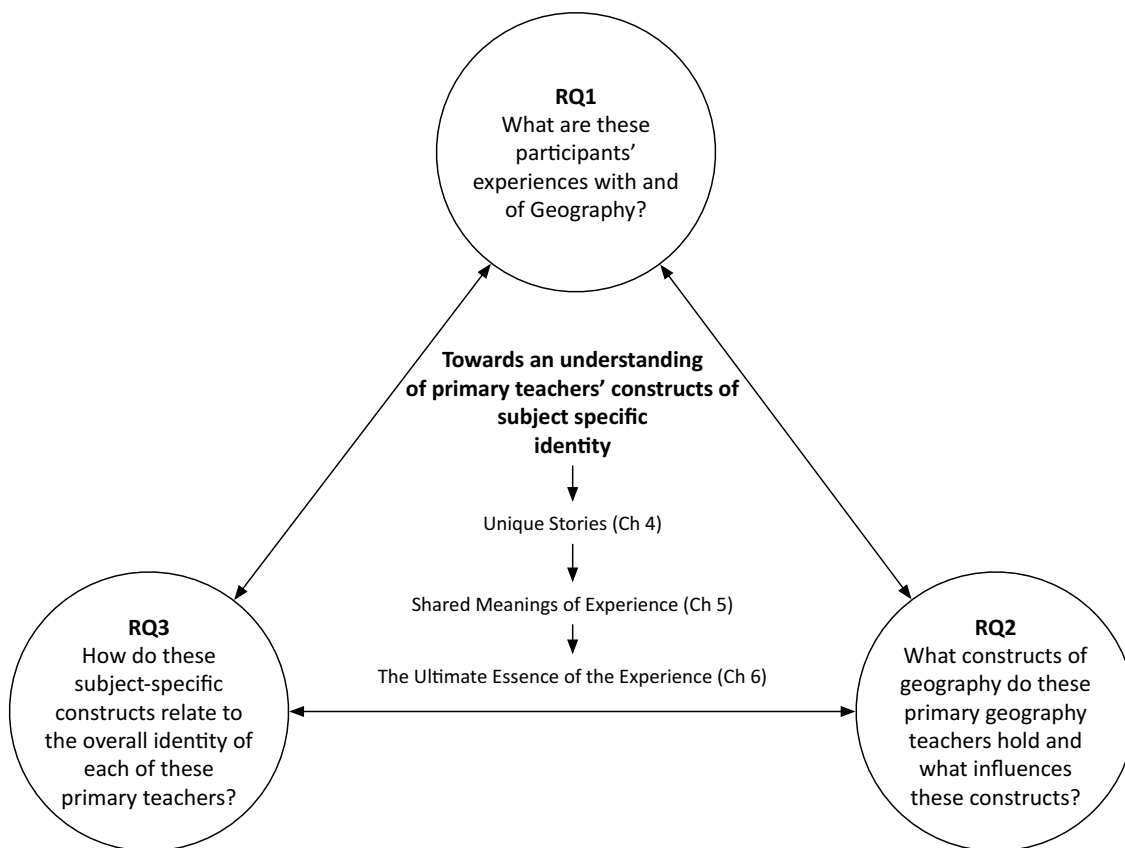 RQ1
What are these
participants’
experiences with and
of Geography?
Towards an understanding
of primary teachers’ constructs of
subject specific
identity
Unique Stories (Ch 4)
Shared Meanings of Experience (Ch 5)
The Ultimate Essence of the Experience (Ch 6)
RQ3
How do these
subject-specific
constructs relate to
the overall identity of
each of these
primary teachers?
RQ2
What constructs of
geography do these
primary geography
teachers hold and
what influences
these constructs?